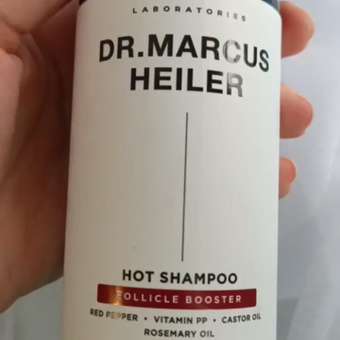 LABORATORIES
DR.MARCUS
HEILER
HOT SHAMPOO
FOLLICLE BOOSTER
RED PEPPER • VITAMIN PP • CASTOR OIL
ROSEMARY OIL